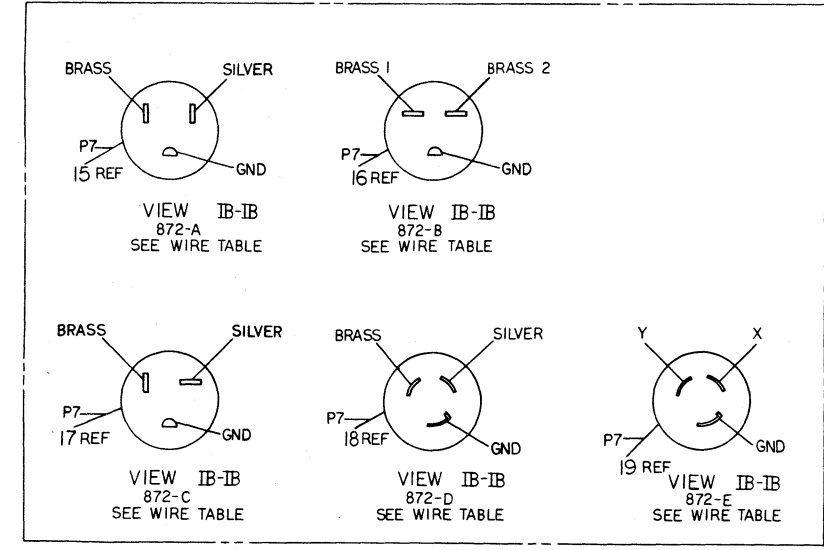 BRASS SILVER
P7
15 REF
GND
VIEW IB-IB
872-A
SEE WIRE TABLE
BRASS 1 BRASS 2
P7
16 REF
GND
VIEW IB-IB
872-B
SEE WIRE TABLE
BRASS SILVER
P7
17 REF
GND
VIEW IB-IB
872-C
SEE WIRE TABLE
BRASS SILVER
P7
18 REF
GND
VIEW IB-IB
872-D
SEE WIRE TABLE
Y X
P7
19 REF
GND
VIEW IB-IB
872-E
SEE WIRE TABLE